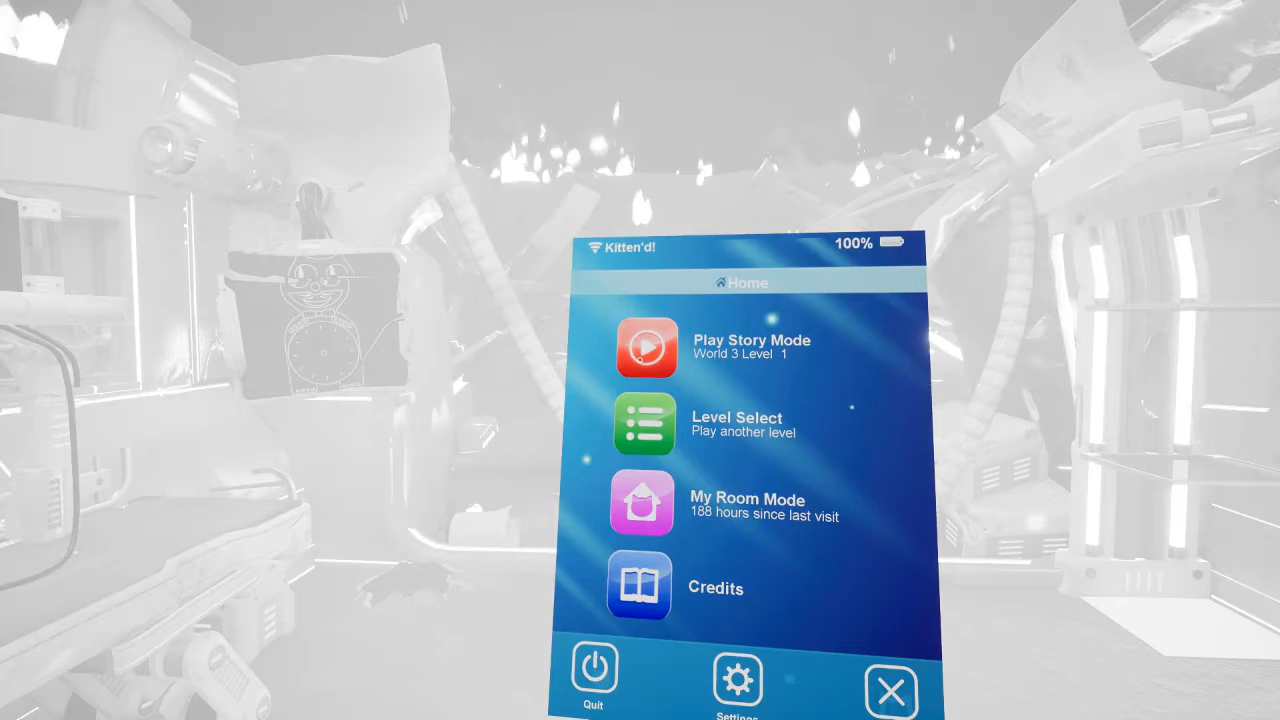 Kitten'd!
100%
Home
Play Story Mode
World 3 Level 1
Level Select
Play another level
My Room Mode
188 hours since last visit
Credits
Quit
Settings